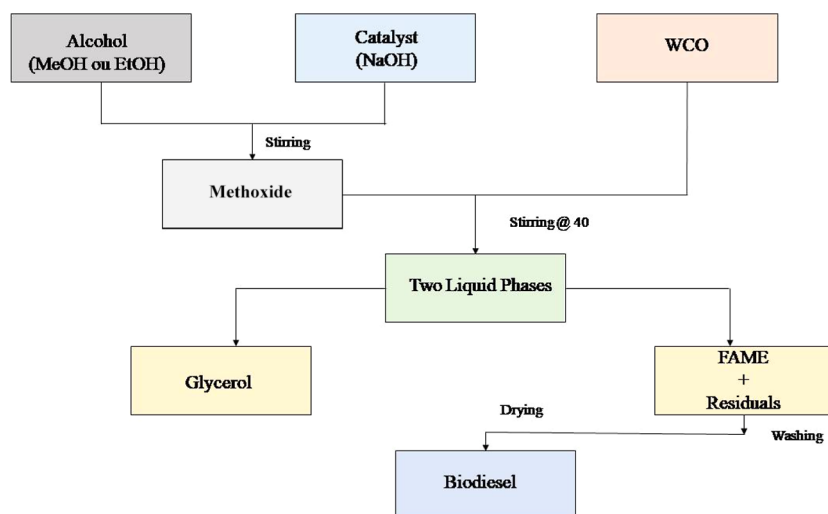 Alcohol
(MeOH ou EtOH)
Catalyst
(NaOH)
WCO
Stirring
Methoxide
Stirring@ 40
Two Liquid Phases
Glycerol
FAME
+
Residuals
Drying
Washing
Biodiesel